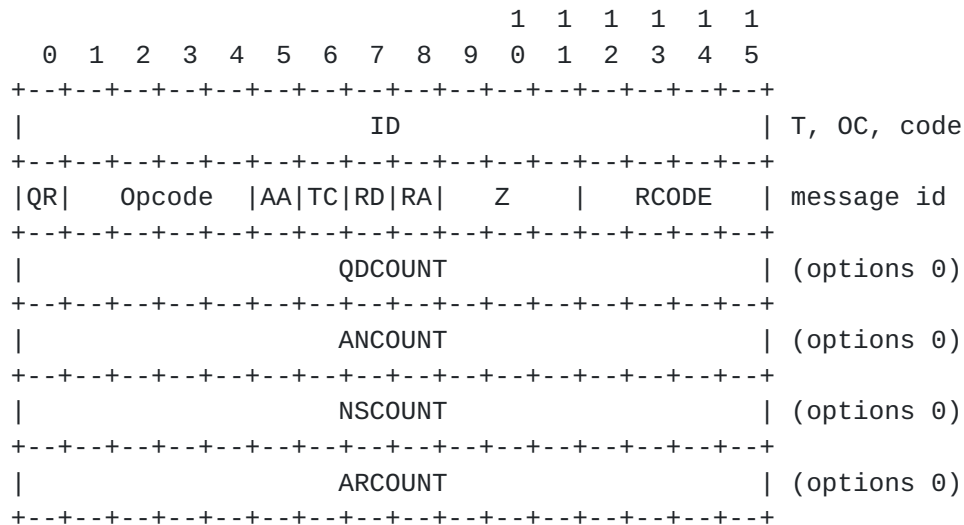 1  1  1  1  1  1
  0  1  2  3  4  5  6  7  8  9  0  1  2  3  4  5
+--+--+--+--+--+--+--+--+--+--+--+--+--+--+--+--+
|                      ID                       | T, OC, code
+--+--+--+--+--+--+--+--+--+--+--+--+--+--+--+--+
|QR|   Opcode  |AA|TC|RD|RA|   Z    |   RCODE   | message id
+--+--+--+--+--+--+--+--+--+--+--+--+--+--+--+--+
|                    QDCOUNT                    | (options 0)
+--+--+--+--+--+--+--+--+--+--+--+--+--+--+--+--+
|                    ANCOUNT                    | (options 0)
+--+--+--+--+--+--+--+--+--+--+--+--+--+--+--+--+
|                    NSCOUNT                    | (options 0)
+--+--+--+--+--+--+--+--+--+--+--+--+--+--+--+--+
|                    ARCOUNT                    | (options 0)
+--+--+--+--+--+--+--+--+--+--+--+--+--+--+--+--+